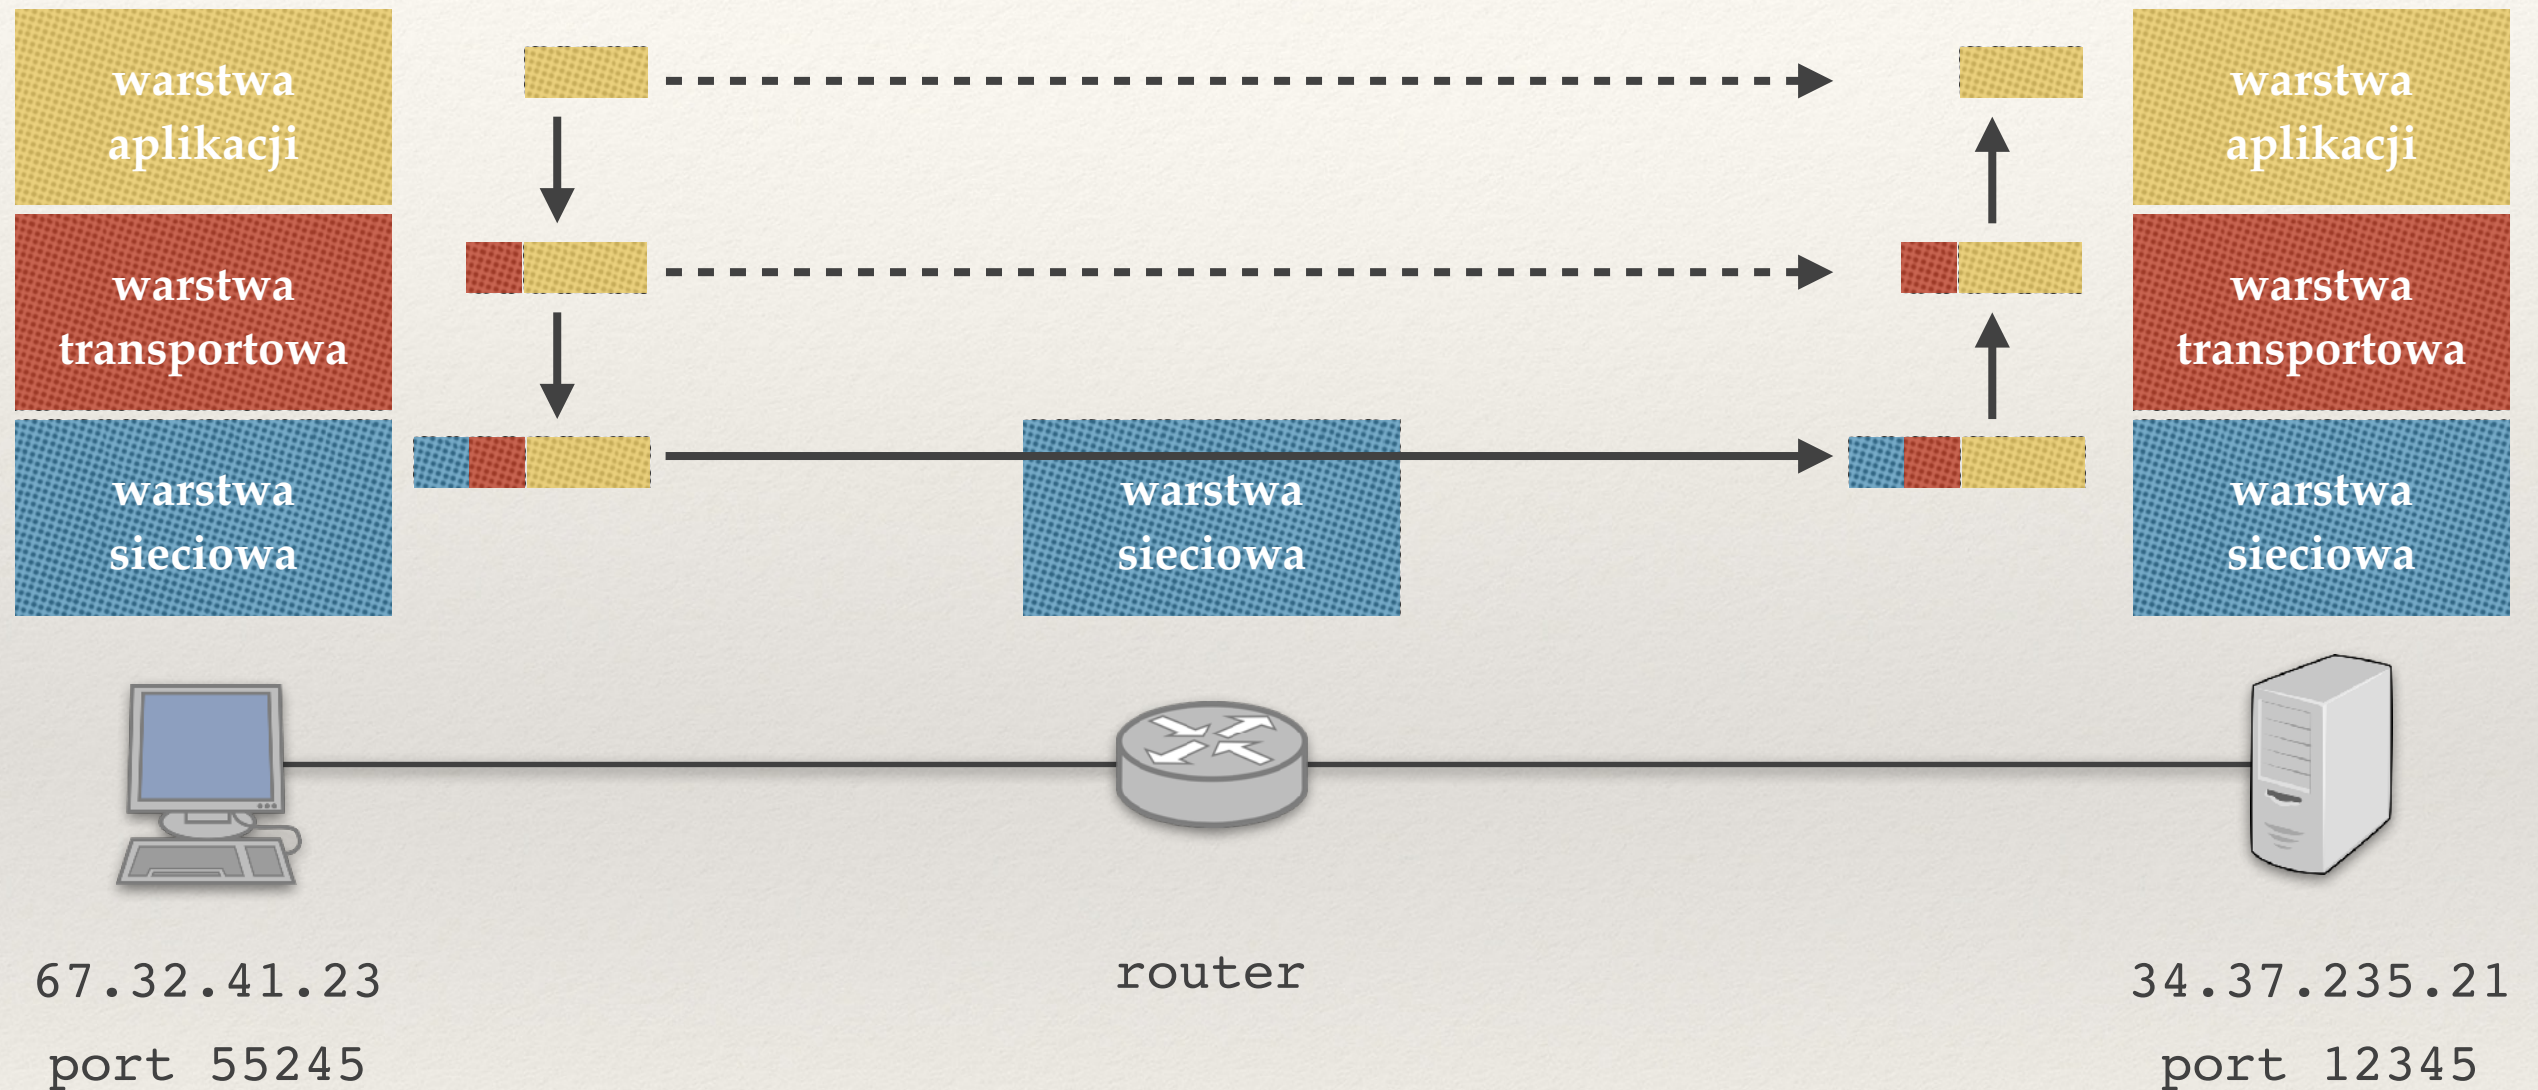 warstwa
aplikacji
warstwa
transportowa
warstwa
sieciowa
warstwa
sieciowa
warstwa
aplikacji
warstwa
transportowa
warstwa
sieciowa
67.32.41.23
port 55245
router
34.37.235.21
port 12345